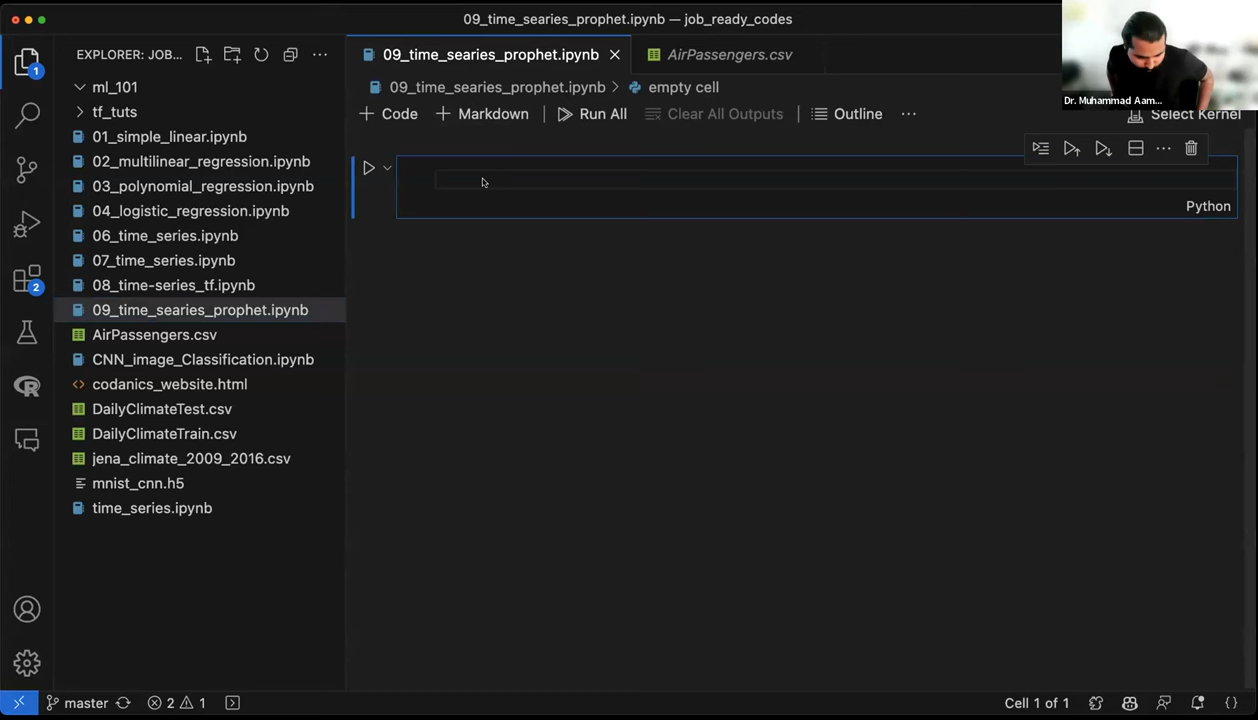 09_time_searies_prophet.ipynb — job_ready_codes
EXPLORER: JOB...
09_time_searies_prophet.ipynb
AirPassengers.csv
Dr. Muhammad Aam...
1
ml_101
09_time_searies_prophet.ipynb > empty cell
tf_tuts
Code
Markdown
Run All
Clear All Outputs
Outline
...
Select Kernel
01_simple_linear.ipynb
02_multilinear_regression.ipynb
03_polynomial_regression.ipynb
Python
04_logistic_regression.ipynb
06_time_series.ipynb
07_time_series.ipynb
2
08_time-series_tf.ipynb
09_time_searies_prophet.ipynb
AirPassengers.csv
CNN_image_Classification.ipynb
R
codanics_website.html
DailyClimateTest.csv
DailyClimateTrain.csv
jena_climate_2009_2016.csv
mnist_cnn.h5
time_series.ipynb
master
2
1
Cell 1 of 1